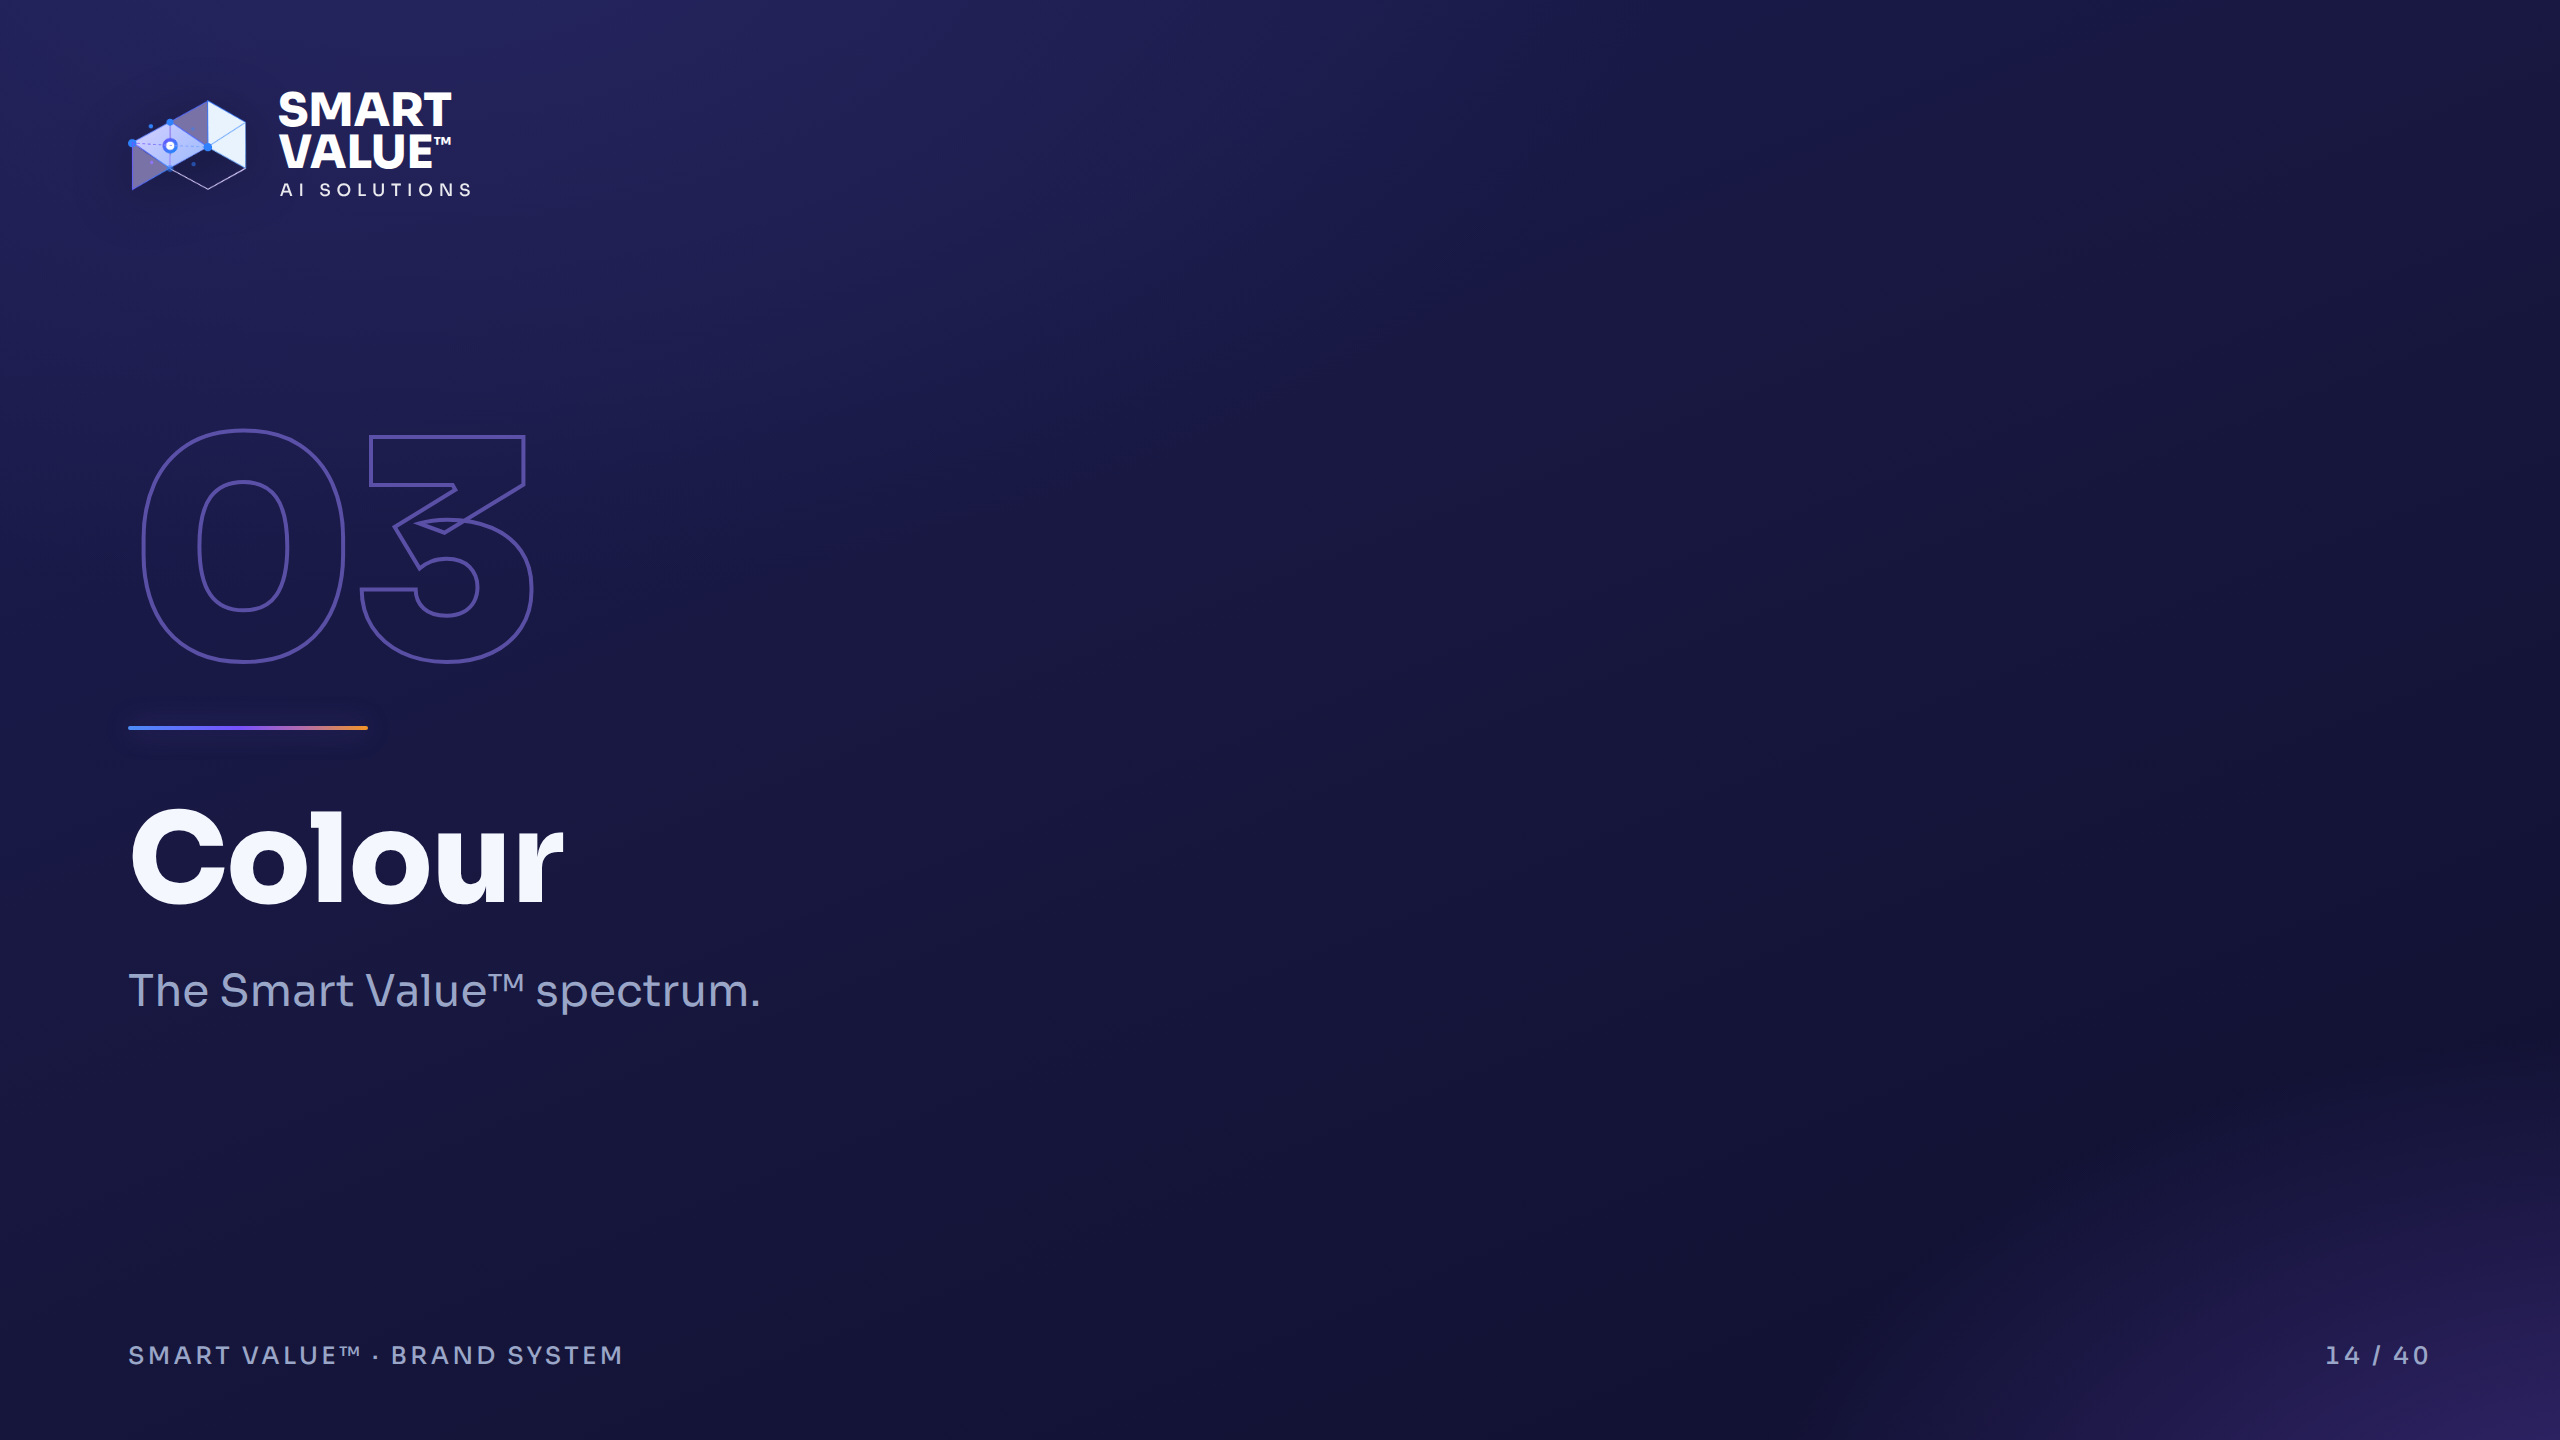 SMART
VALUE™
AI SOLUTIONS
03
Colour
The Smart Value™ spectrum.
SMART VALUE™ · BRAND SYSTEM
14 / 40